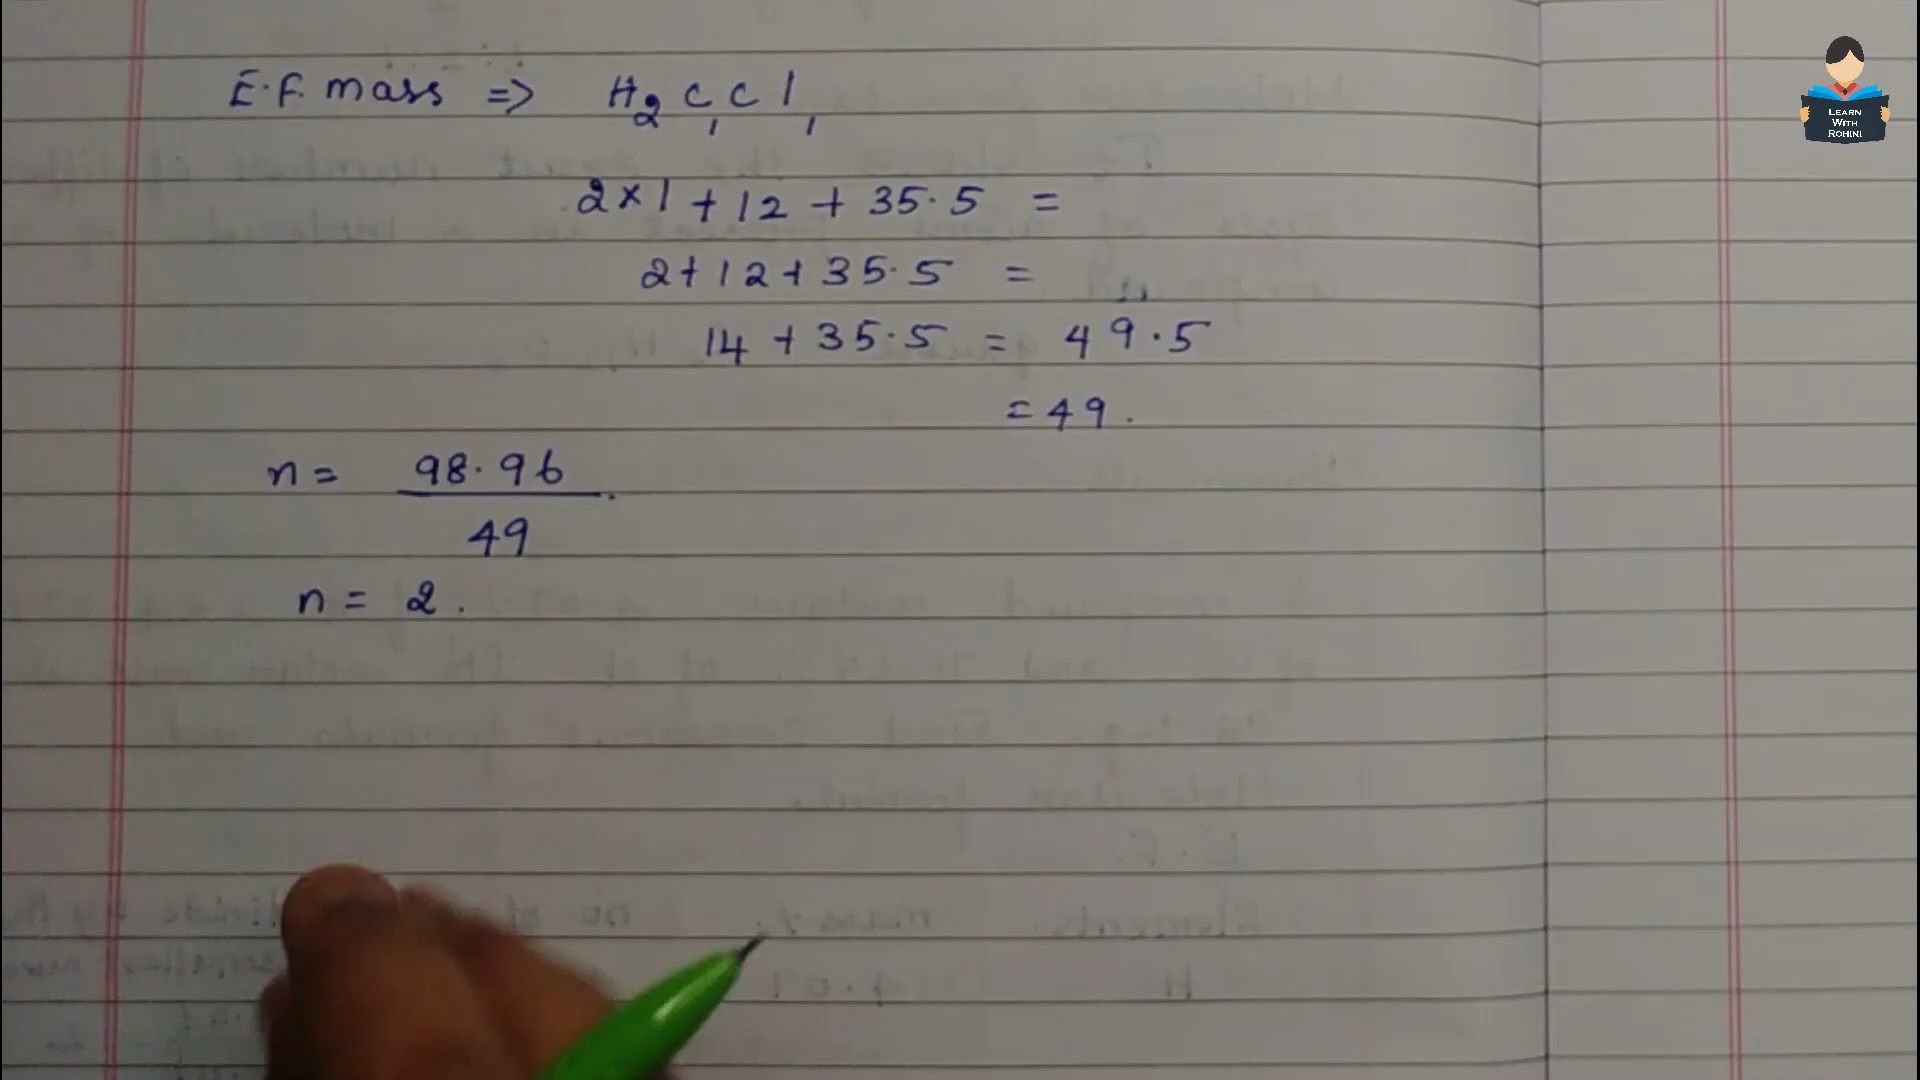 E.F. mass => H2 C1 Cl1
2×1 + 12 + 35.5 =
2+12+35.5 =
14 + 35.5 = 49.5
= 49.
n = 98.96
49
n = 2.
LEARN
WITH
ROHINI